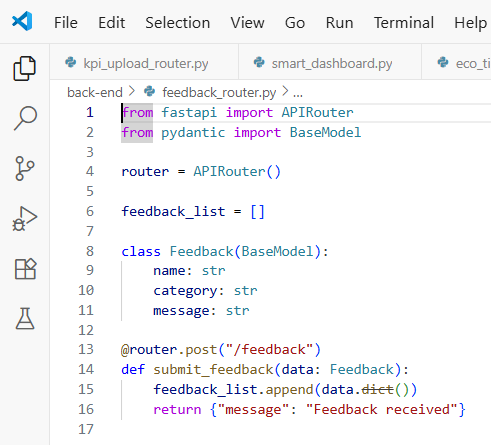 File Edit Selection View Go Run Terminal Help
kpi_upload_router.py smart_dashboard.py eco_ti
back-end > feedback_router.py > ...
1 from fastapi import APIRouter
2 from pydantic import BaseModel
3
4 router = APIRouter()
5
6 feedback_list = []
7
8 class Feedback(BaseModel):
9 name: str
10 category: str
11 message: str
12
13 @router.post("/feedback")
14 def submit_feedback(data: Feedback):
15 feedback_list.append(data.dict())
16 return {"message": "Feedback received"}
17